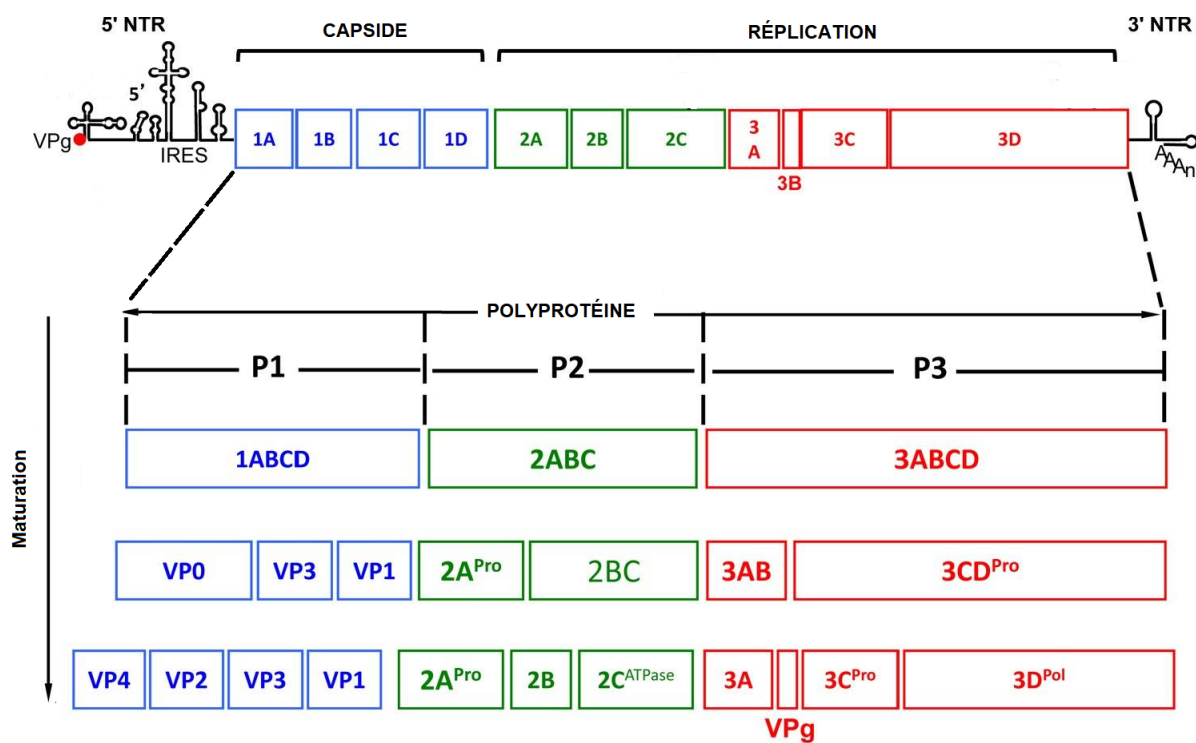 5' NTR
CAPSIDE
RÉPLICATION
3' NTR
5'
VPg
IRES
1A 1B 1C 1D 2A 2B 2C 3A 3C 3D
3B
AAAn
POLYPROTÉINE
P1 P2 P3
Maturation
1ABCD 2ABC 3ABCD
VP0 VP3 VP1 2APro 2BC 3AB 3CDPro
VP4 VP2 VP3 VP1 2APro 2B 2CATPase 3A 3CPro 3DPol
VPg